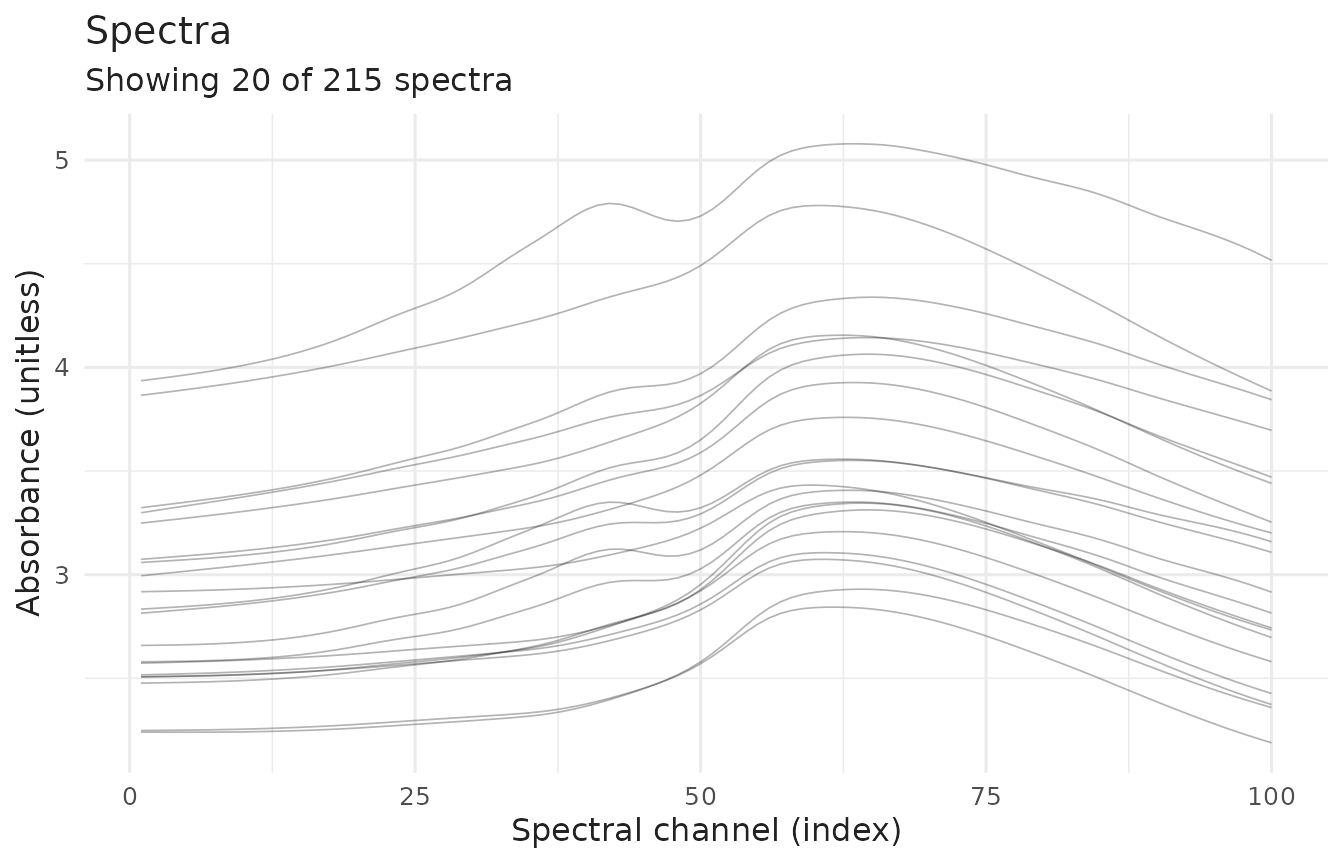 Spectra
Showing 20 of 215 spectra
Absorbance (unitless)
5
4
3
0 25 50 75 100
Spectral channel (index)